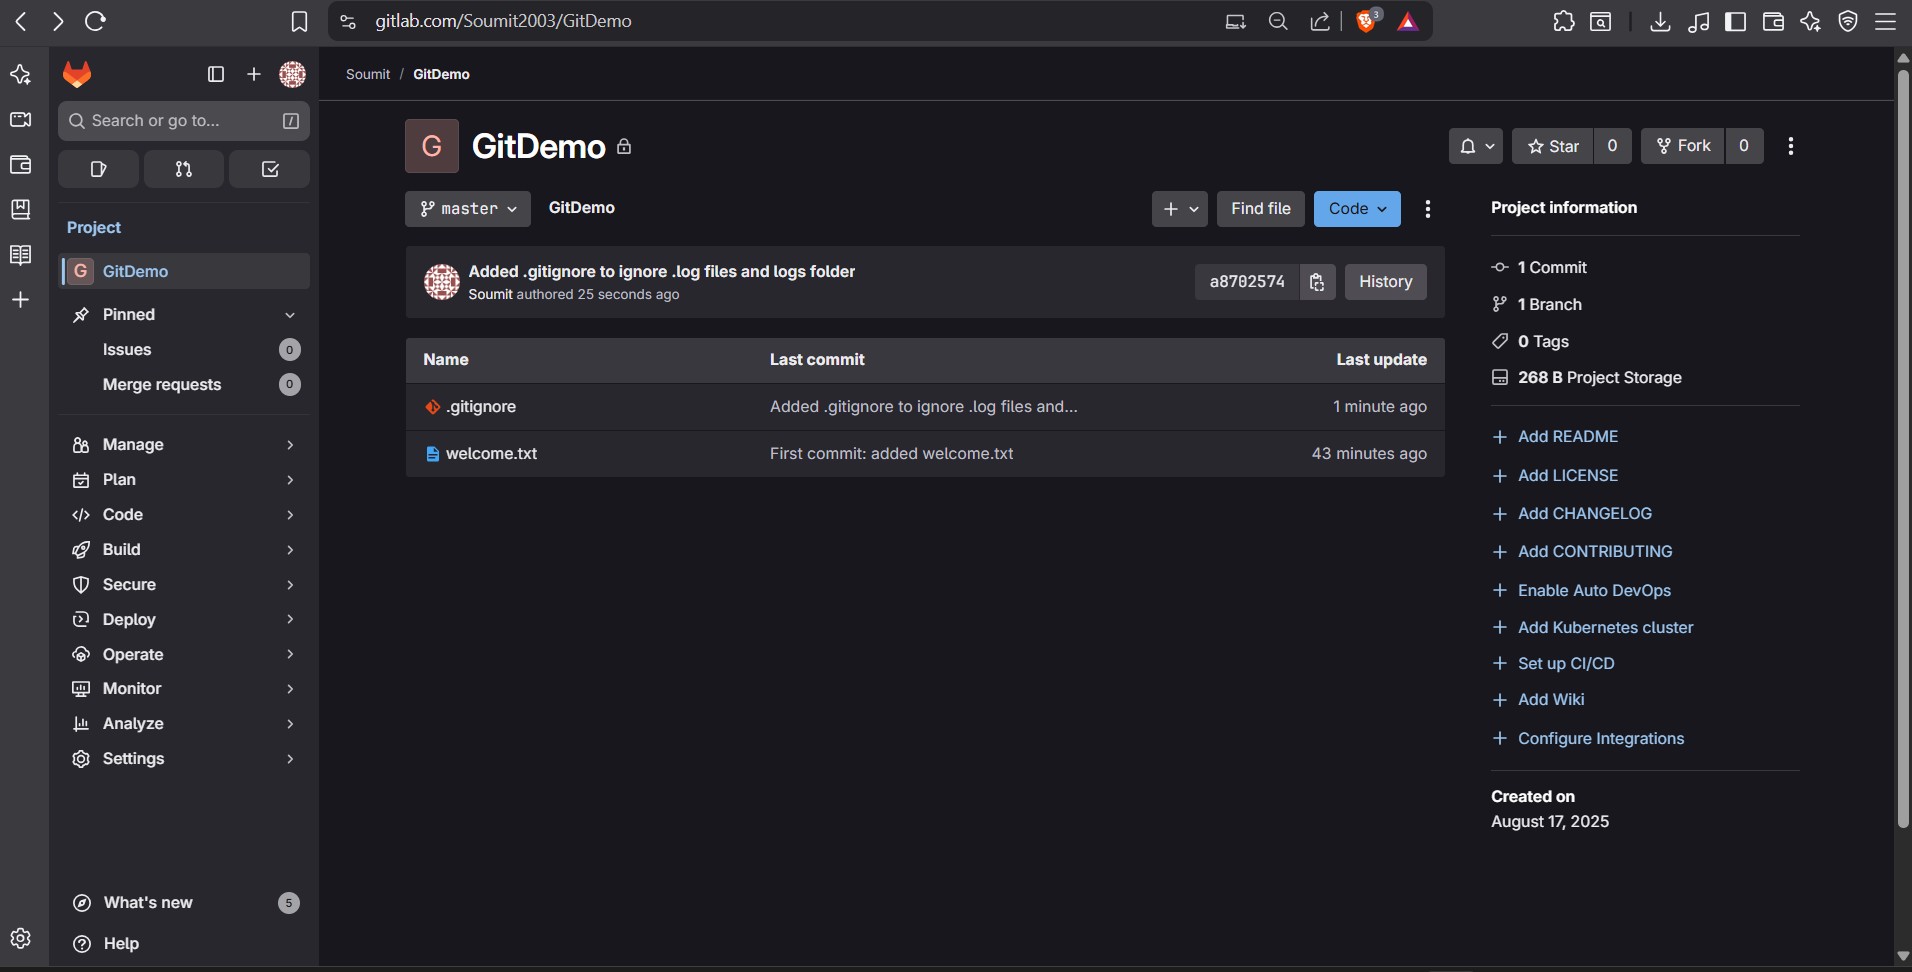 gitlab.com/Soumit2003/GitDemo
3
Search or go to...
/
Project
G GitDemo
Pinned
Issues 0
Merge requests 0
Manage
Plan
Code
Build
Secure
Deploy
Operate
Monitor
Analyze
Settings
What's new 5
Help
Soumit / GitDemo
G GitDemo
Star 0 Fork 0
master GitDemo
Find file Code
Added .gitignore to ignore .log files and logs folder
Soumit authored 25 seconds ago
a8702574 History
Name Last commit Last update
.gitignore Added .gitignore to ignore .log files and... 1 minute ago
welcome.txt First commit: added welcome.txt 43 minutes ago
Project information
1 Commit
1 Branch
0 Tags
268 B Project Storage
Add README
Add LICENSE
Add CHANGELOG
Add CONTRIBUTING
Enable Auto DevOps
Add Kubernetes cluster
Set up CI/CD
Add Wiki
Configure Integrations
Created on
August 17, 2025